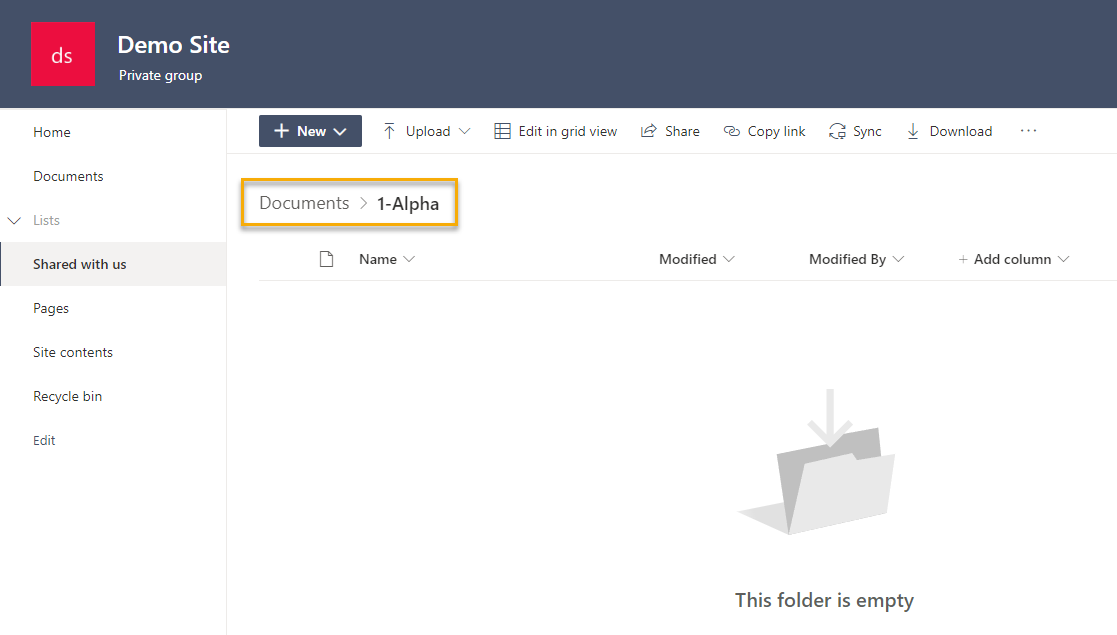 ds
Demo Site
Private group
Home
Documents
Lists
Shared with us
Pages
Site contents
Recycle bin
Edit
New Upload Edit in grid view Share Copy link Sync Download ···
Documents > 1-Alpha
Name Modified Modified By + Add column
This folder is empty